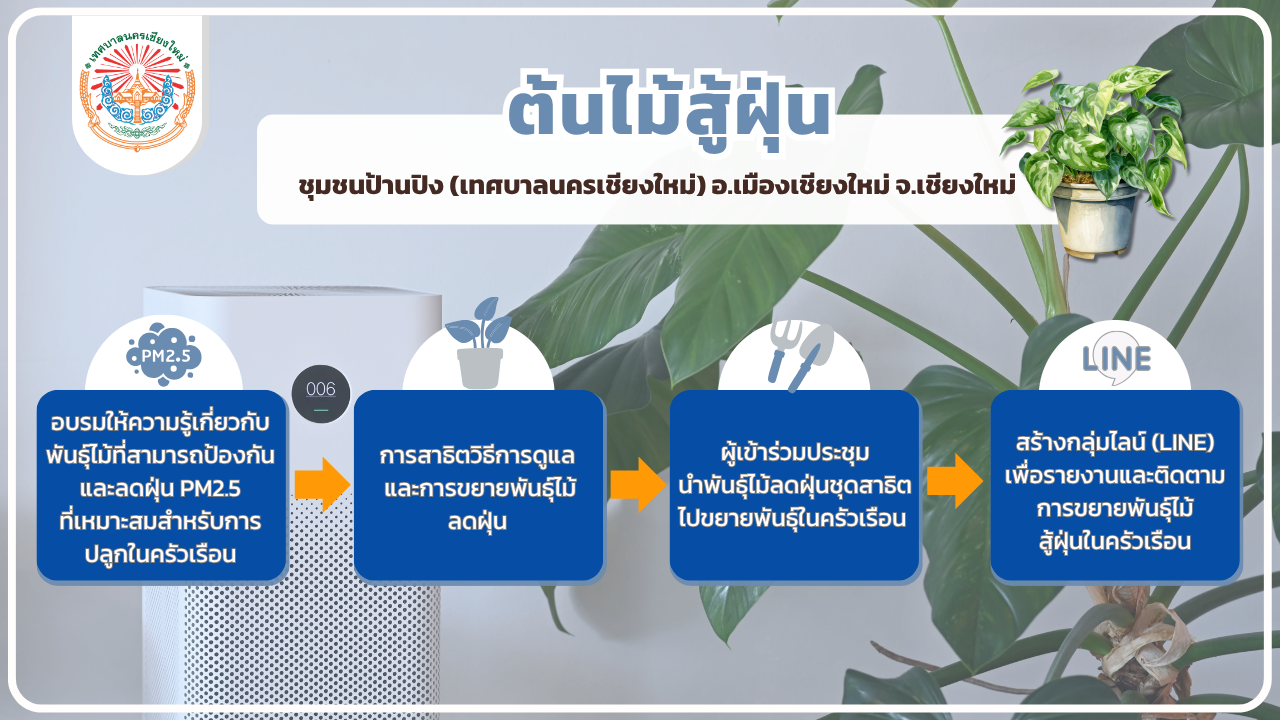 เทศบาลนครเชียงใหม่
ต้นไม้สู้ฝุ่น
ชุมชนป้านปิง (เทศบาลนครเชียงใหม่) อ.เมืองเชียงใหม่ จ.เชียงใหม่
PM2.5
อบรมให้ความรู้เกี่ยวกับ
พันธุ์ไม้ที่สามารถป้องกัน
และลดฝุ่น PM2.5
ที่เหมาะสมสำหรับการ
ปลูกในครัวเรือน
006
การสาธิตวิธีการดูแล
และการขยายพันธุ์ไม้
ลดฝุ่น
ผู้เข้าร่วมประชุม
นำพันธุ์ไม้ลดฝุ่นชุดสาธิต
ไปขยายพันธุ์ในครัวเรือน
LINE
สร้างกลุ่มไลน์ (LINE)
เพื่อรายงานและติดตาม
การขยายพันธุ์ไม้
สู้ฝุ่นในครัวเรือน